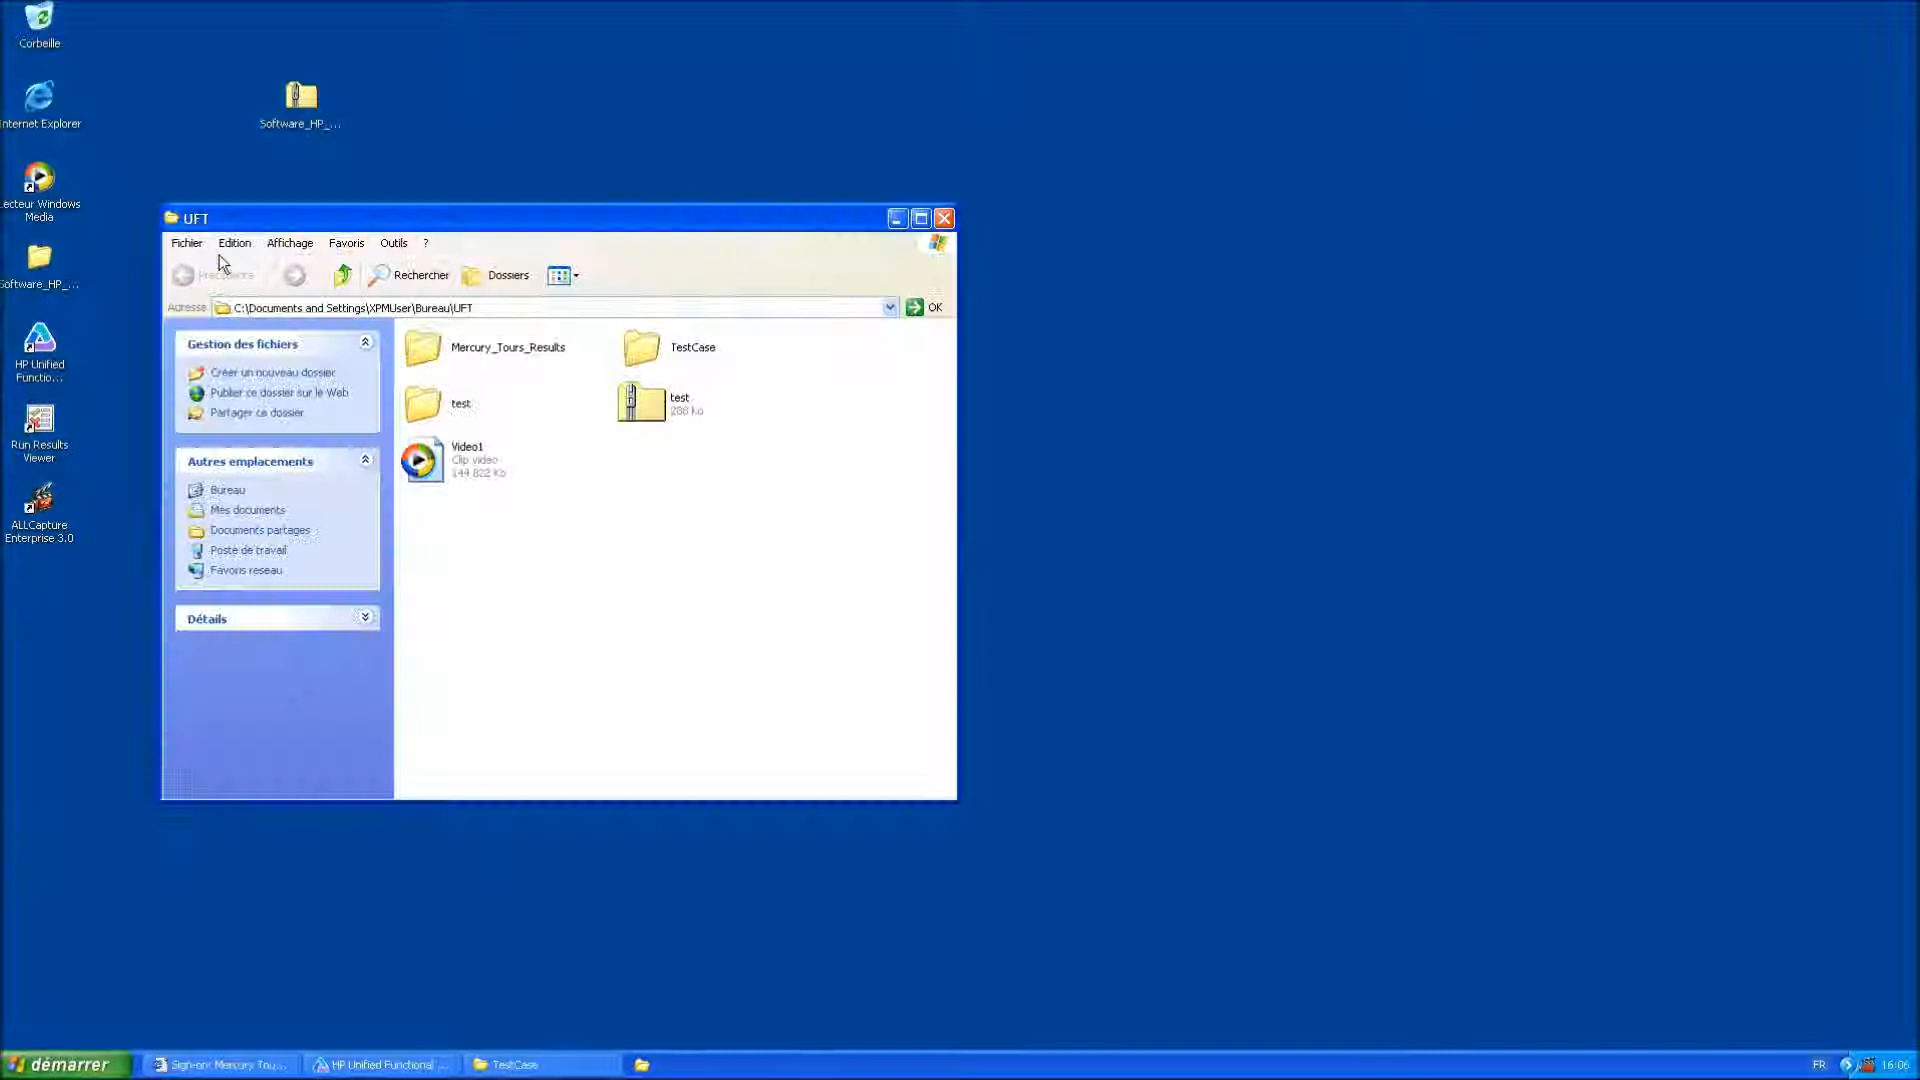 Corbeille
Internet Explorer
Software_HP_...
Lecteur Windows
Media
Software_HP_...
HP Unified
Functio...
Run Results
Viewer
ALLCapture
Enterprise 3.0
UFT
Fichier Edition Affichage Favoris Outils ?
Rechercher Dossiers
Adresse C:\Documents and Settings\XPMUser\Bureau\UFT OK
Gestion des fichiers
Créer un nouveau dossier
Publier ce dossier sur le Web
Partager ce dossier
Autres emplacements
Bureau
Mes documents
Documents partagés
Poste de travail
Favoris réseau
Détails
Mercury_Tours_Results
TestCase
test
test
288 Ko
Video1
Clip vidéo
144 822 Ko
démarrer
Sign-on: Mercury Tou...
HP Unified Functional ...
TestCase
FR
16:06